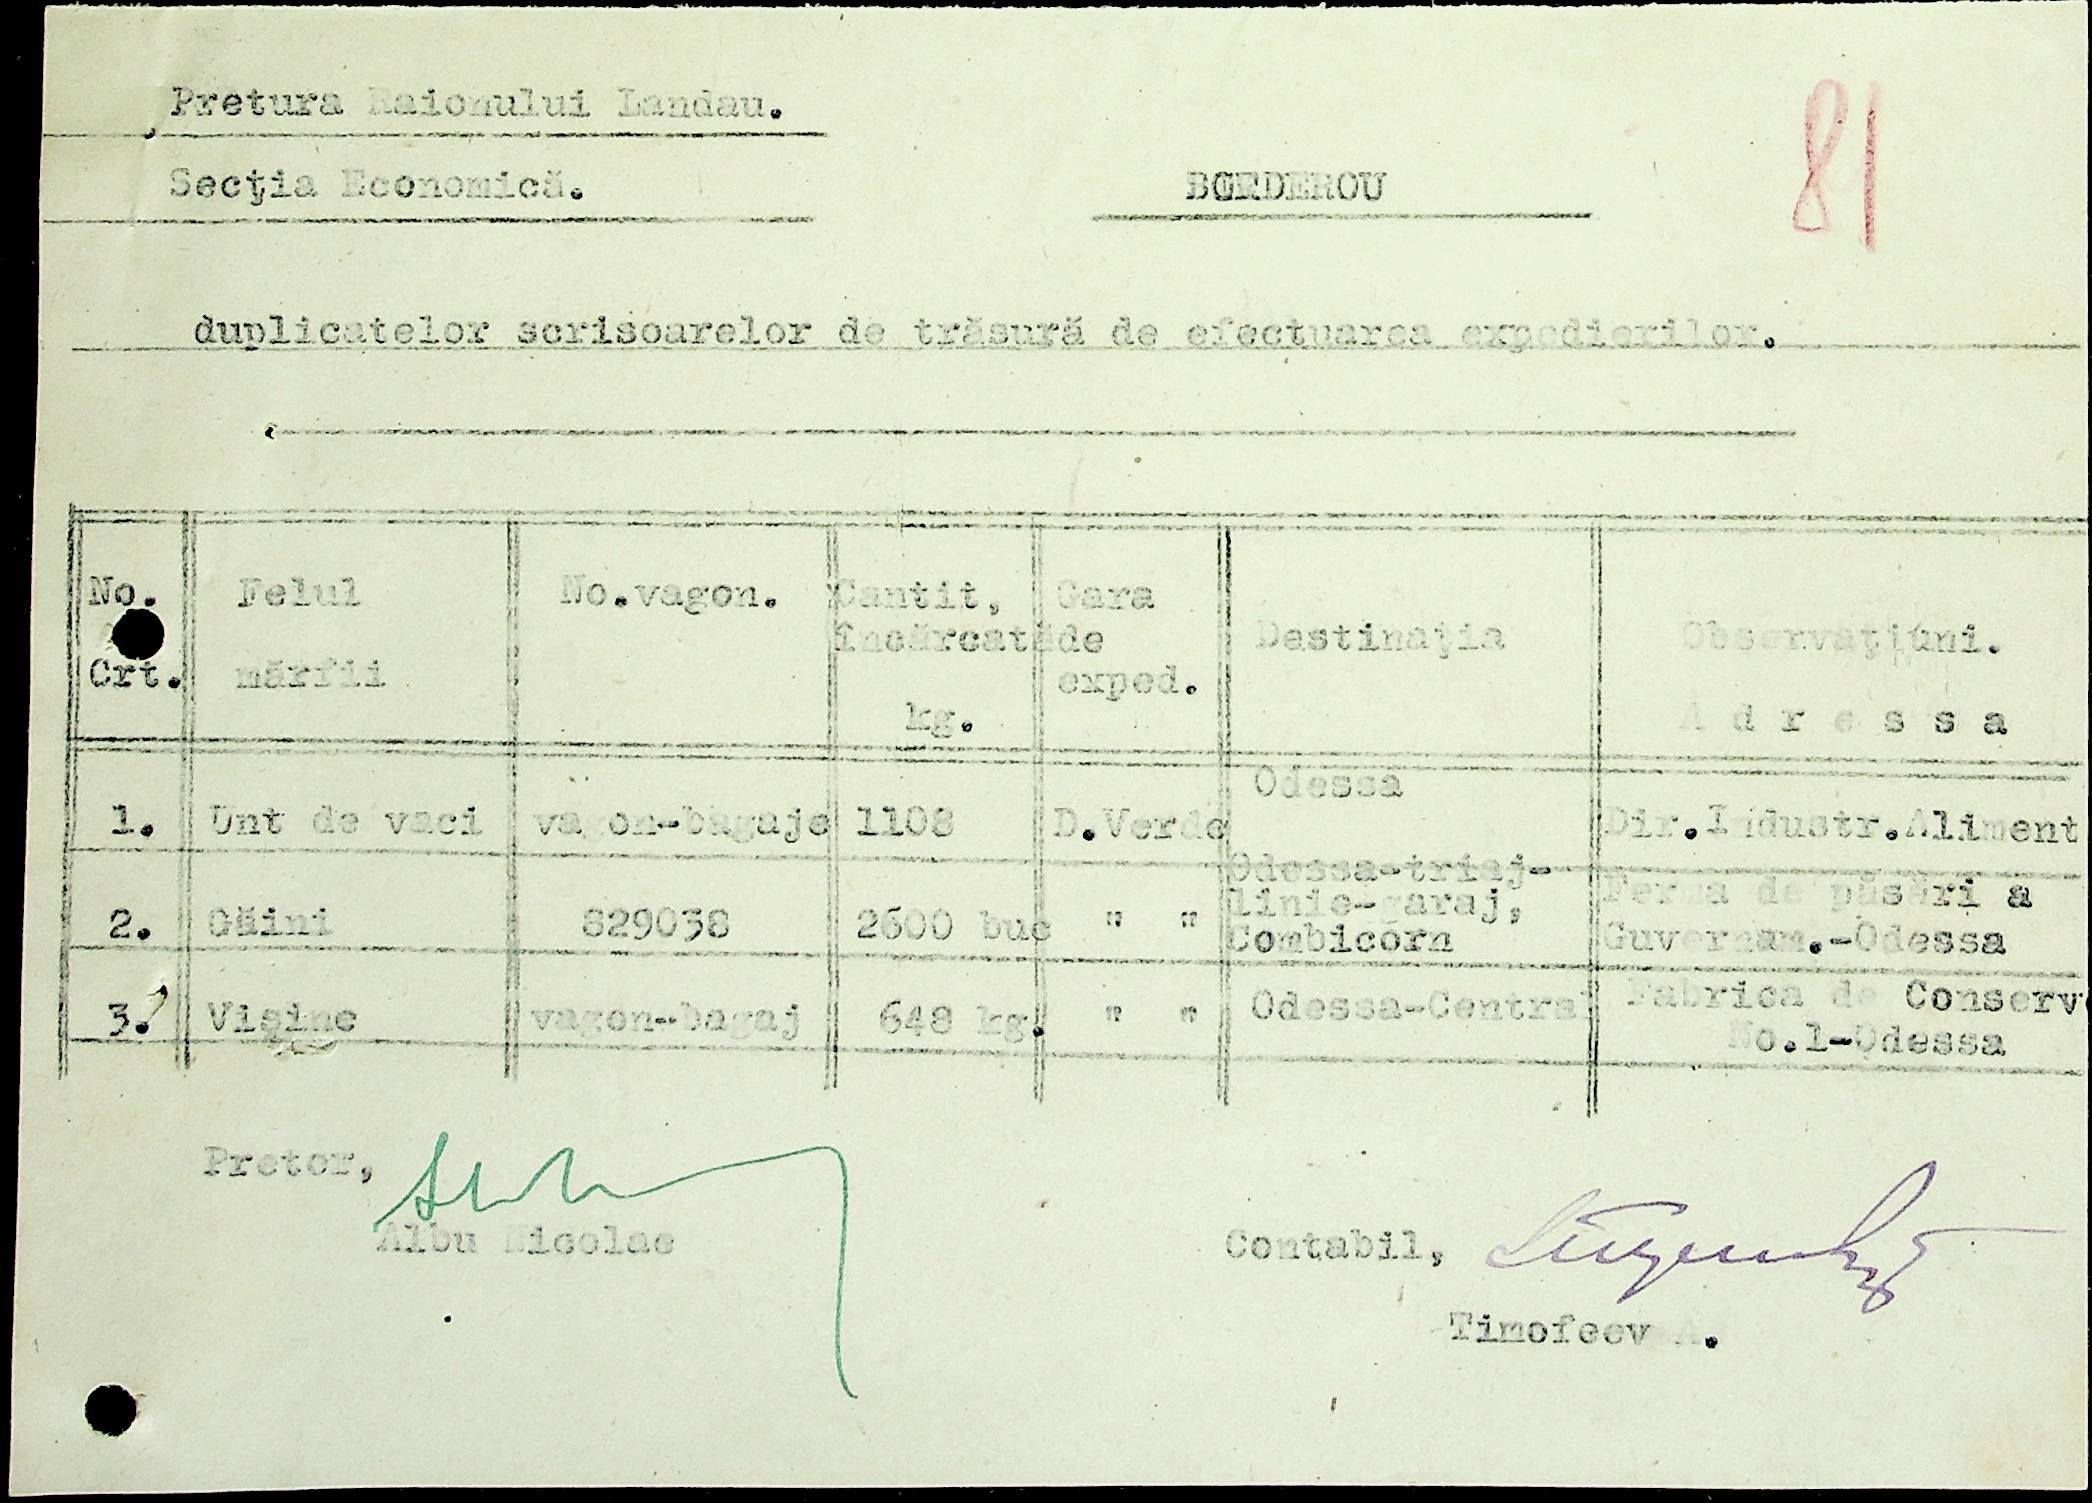 Pretura Raionului Landau.
81
Secţia Economică.
BORDEROU
duplicatelor scrisoarelor de trăsură de efectuarea expedierilor.
No. Crt. Felul mărfii No.vagon. Cantit, încărcată kg. Gara de exped. Destinaţia Observaţiuni. A d r e s s a
1. Unt de vaci vagon-bagaje 1108 D.Verde Odessa Dir.Industr.Aliment
2. Găini 829038 2600 buc " " Odessa-triaj-linie-garaj, Combicorn Ferma de păsări a Guvernam.-Odessa
3. Vişine vagon-bagaj 648 kg. " " Odessa-Central Fabrica de Conserve No.1-Odessa
Pretor,
Albu Nicolae
Contabil,
Timofeev A.